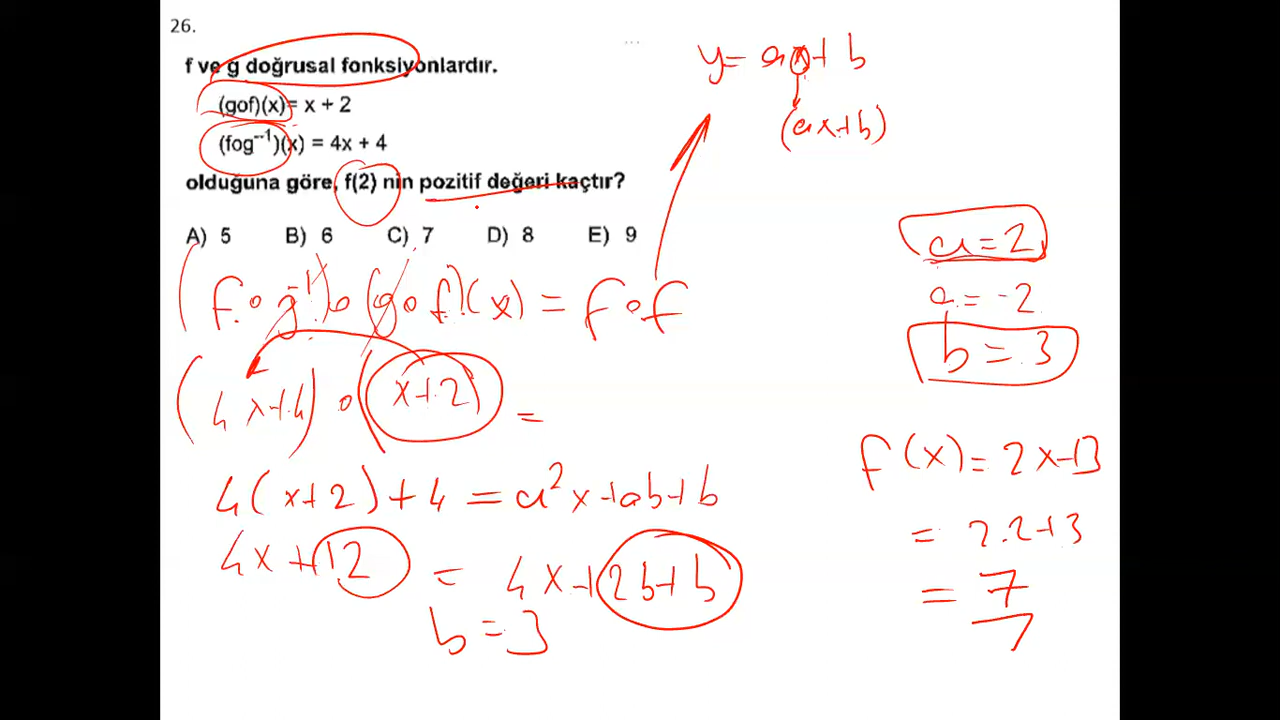 26.
f ve g doğrusal fonksiyonlardır.
(gof)(x)= x + 2
(fog⁻¹)(x) = 4x + 4
olduğuna göre, f(2) nin pozitif değeri kaçtır?
A) 5 B) 6 C) 7 D) 8 E) 9
y = ax + b
(ax+b)
(f o g⁻¹) o (g o f)(x) = f o f
(4x+4) o (x+2) =
4(x+2)+4 = a²x+ab+b
4x+12 = 4x+2b+b
b = 3
a = 2
a = -2
b = 3
f(x) = 2x+3
= 2.2+3
= 7